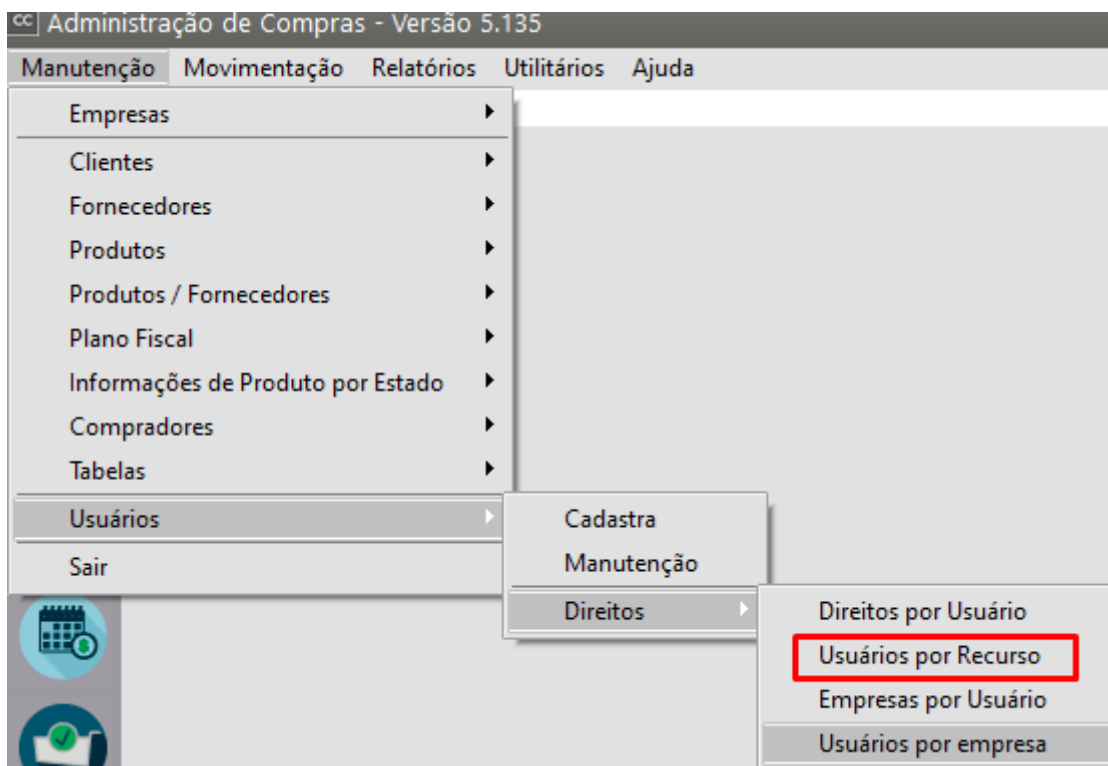 CC Administração de Compras - Versão 5.135
Manutenção Movimentação Relatórios Utilitários Ajuda
Empresas
Clientes
Fornecedores
Produtos
Produtos / Fornecedores
Plano Fiscal
Informações de Produto por Estado
Compradores
Tabelas
Usuários
Sair
Cadastra
Manutenção
Direitos
Direitos por Usuário
Usuários por Recurso
Empresas por Usuário
Usuários por empresa